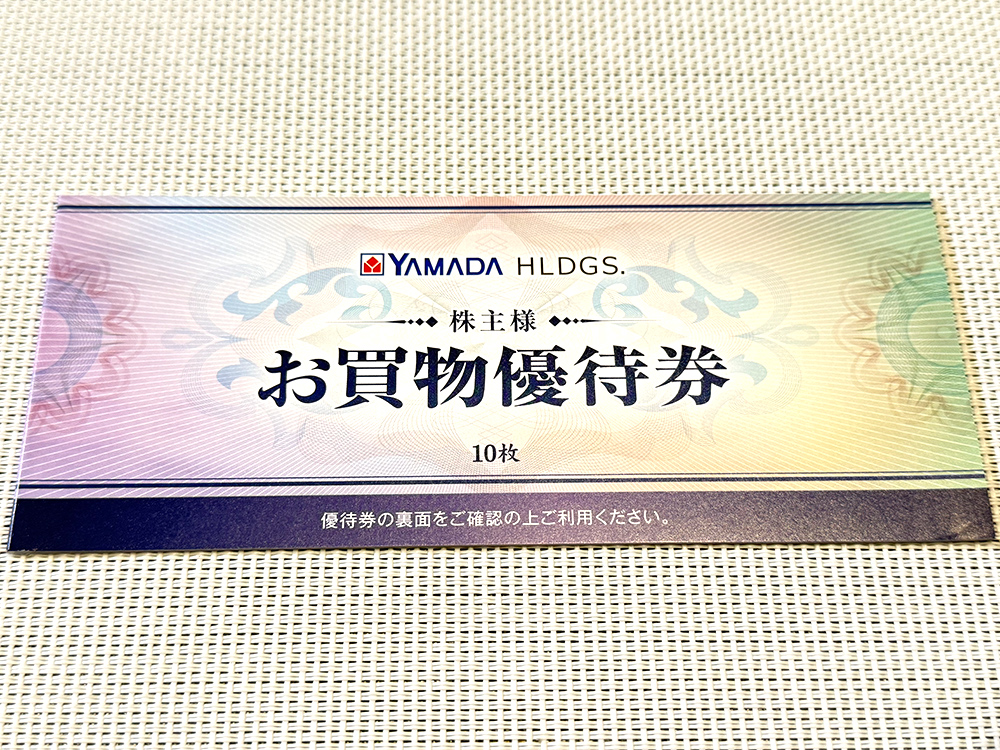 YAMADA HLDGS.
株主様
お買物優待券
10枚
優待券の裏面をご確認の上ご利用ください。